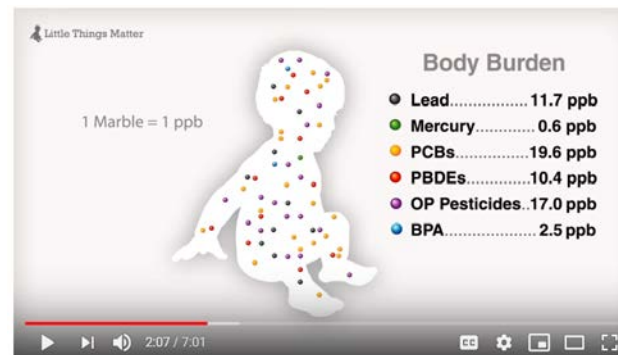 Little Things Matter
Body Burden
1 Marble = 1 ppb
Lead................. 11.7 ppb
Mercury............ 0.6 ppb
PCBs................ 19.6 ppb
PBDEs..............10.4 ppb
OP Pesticides..17.0 ppb
BPA................... 2.5 ppb
2:07 / 7:01
CC